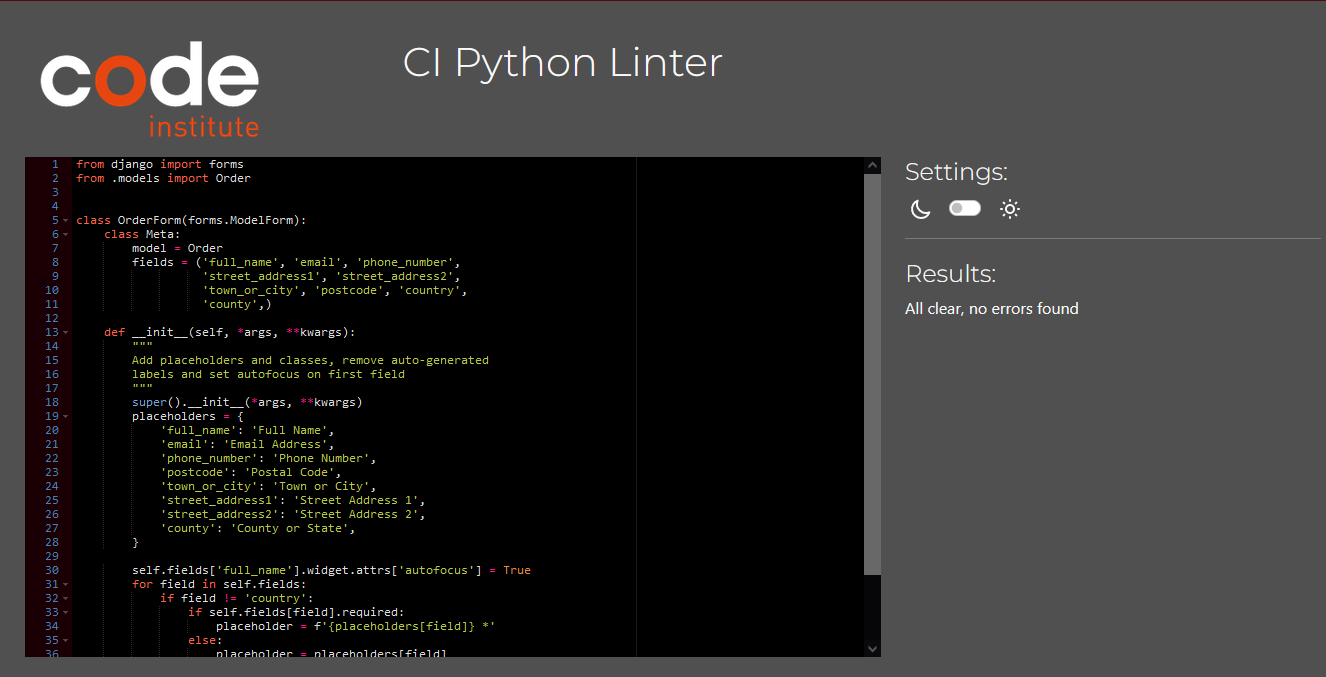 code
institute
CI Python Linter
1 from django import forms
2 from .models import Order
3
4
5 class OrderForm(forms.ModelForm):
6     class Meta:
7         model = Order
8         fields = ('full_name', 'email', 'phone_number',
9                   'street_address1', 'street_address2',
10                   'town_or_city', 'postcode', 'country',
11                   'county',)
12
13     def __init__(self, *args, **kwargs):
14         """
15         Add placeholders and classes, remove auto-generated
16         labels and set autofocus on first field
17         """
18         super().__init__(*args, **kwargs)
19         placeholders = {
20             'full_name': 'Full Name',
21             'email': 'Email Address',
22             'phone_number': 'Phone Number',
23             'postcode': 'Postal Code',
24             'town_or_city': 'Town or City',
25             'street_address1': 'Street Address 1',
26             'street_address2': 'Street Address 2',
27             'county': 'County or State',
28         }
29
30         self.fields['full_name'].widget.attrs['autofocus'] = True
31         for field in self.fields:
32             if field != 'country':
33                 if self.fields[field].required:
34                     placeholder = f'{placeholders[field]} *'
35                 else:
36                     placeholder = placeholders[field]
Settings:
Results:
All clear, no errors found